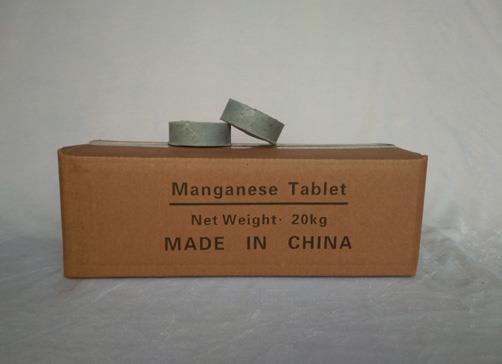 Manganese Tablet
Net Weight· 20kg
MADE IN CHINA